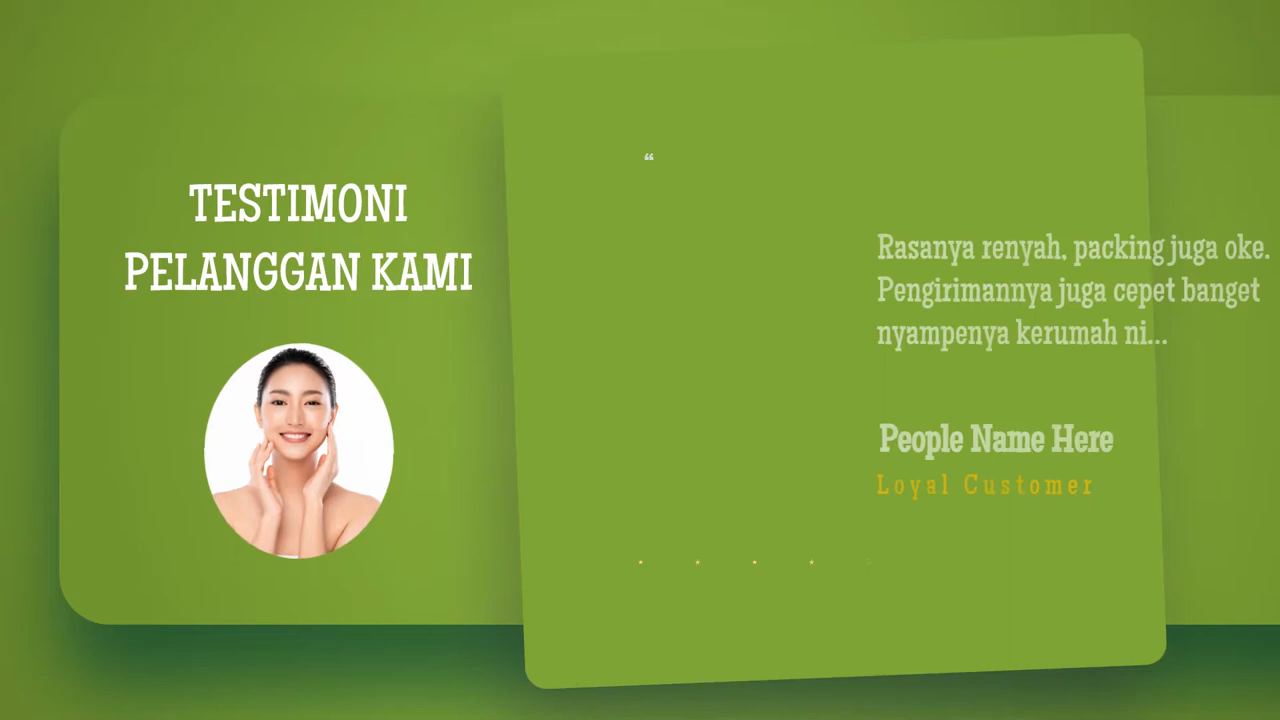 TESTIMONI
PELANGGAN KAMI
“
Rasanya renyah, packing juga oke.
Pengirimannya juga cepet banget
nyampenya kerumah ni...
People Name Here
Loyal Customer